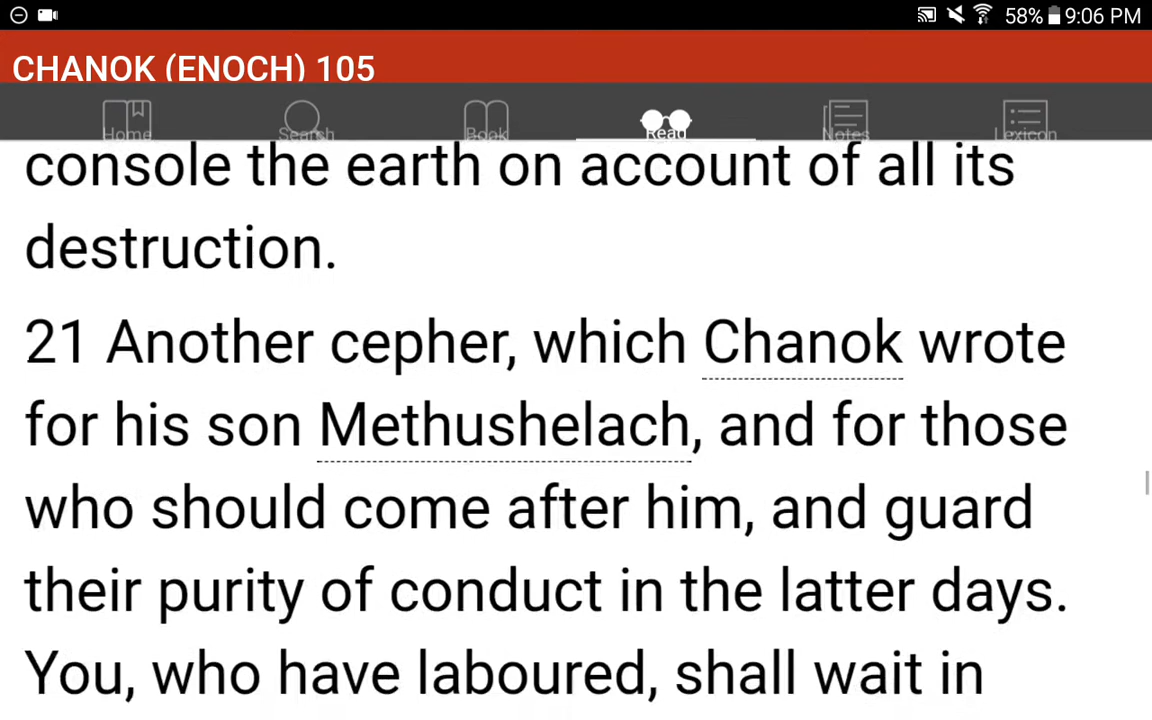 58% 9:06 PM
CHANOK (ENOCH) 105
Home Search Book Read Notes Lexicon
console the earth on account of all its
destruction.
21 Another cepher, which Chanok wrote
for his son Methushelach, and for those
who should come after him, and guard
their purity of conduct in the latter days.
You, who have laboured, shall wait in